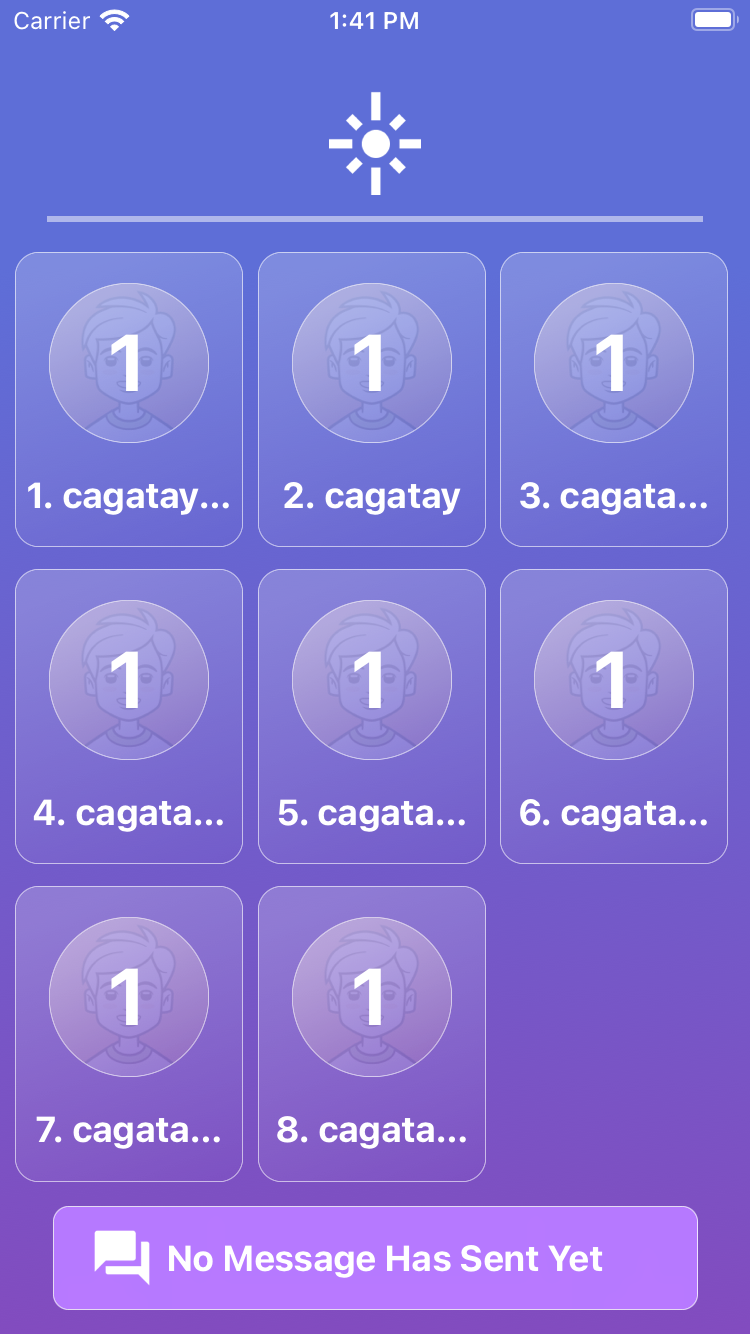 Carrier 1:41 PM
1 1 1
1. cagatay... 2. cagatay 3. cagata...
1 1 1
4. cagata... 5. cagata... 6. cagata...
1 1
7. cagata... 8. cagata...
No Message Has Sent Yet